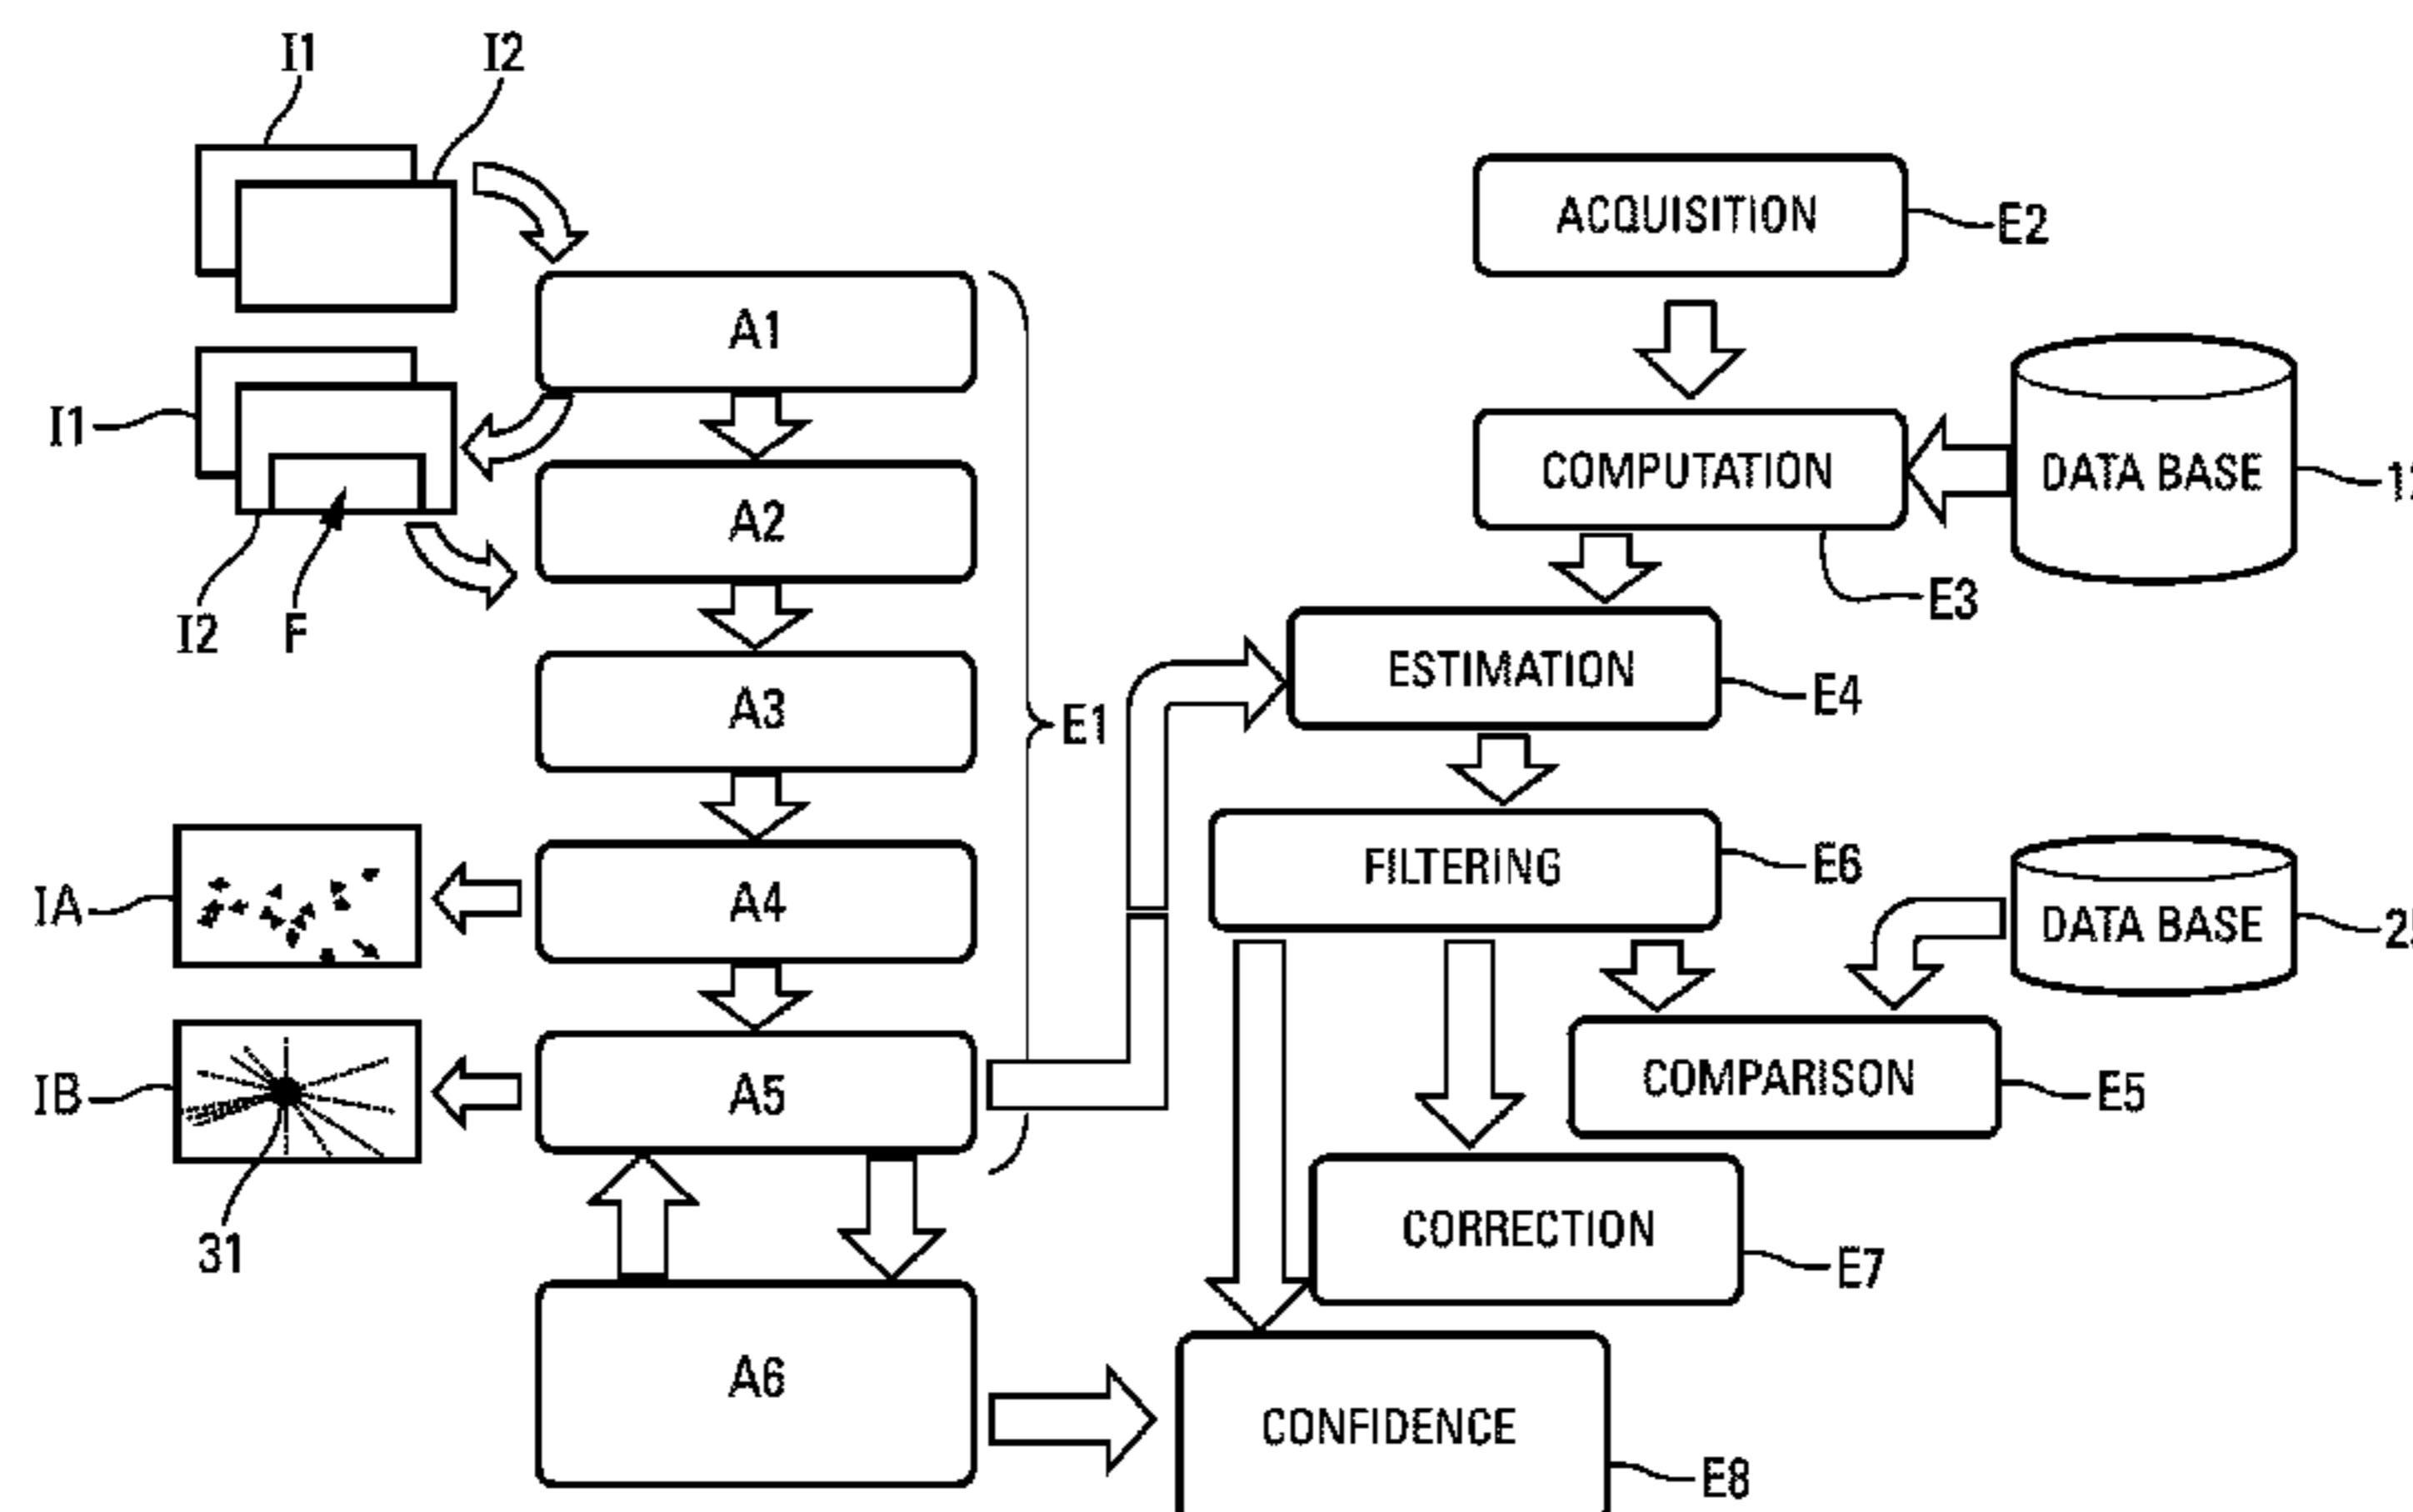 I1
I2
ACQUISITION
E2
A1
I1
COMPUTATION
DATA BASE
A2
E3
I2
F
ESTIMATION
E4
A3
E1
FILTERING
E6
IA
A4
DATA BASE
COMPARISON
E5
IB
A5
CORRECTION
E7
31
A6
CONFIDENCE
E8